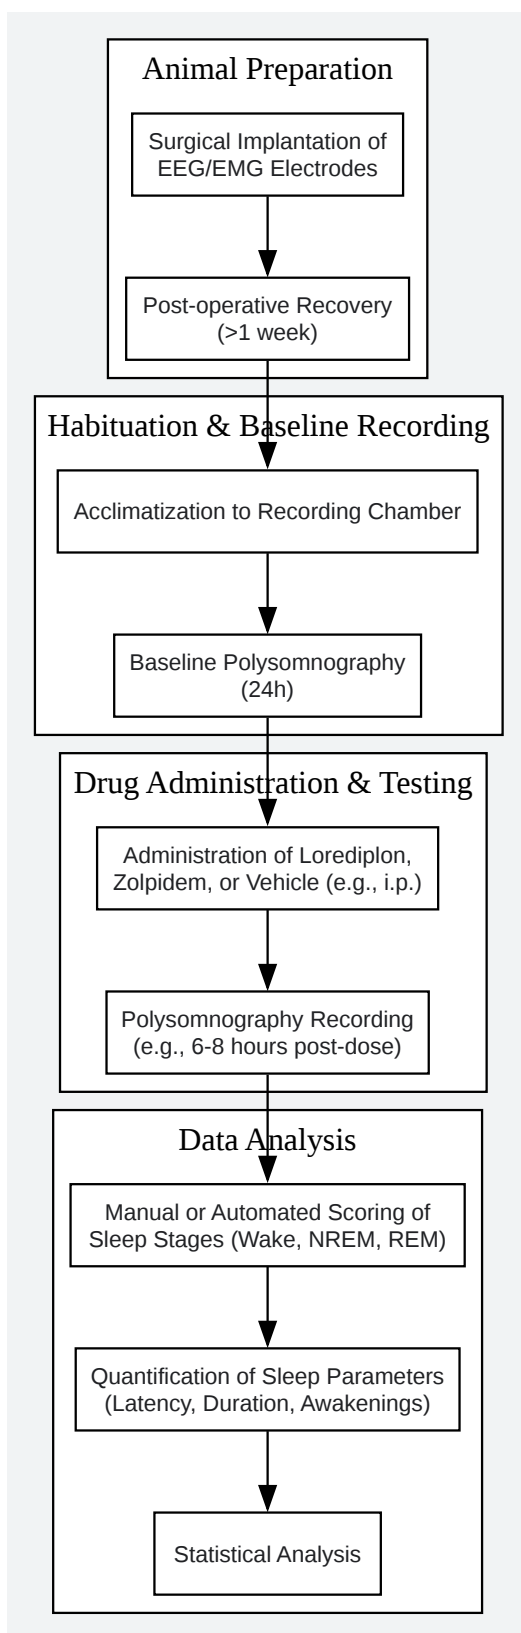 Animal Preparation
Surgical Implantation of
EEG/EMG Electrodes
Post-operative Recovery
(>1 week)
Habituation & Baseline Recording
Acclimatization to Recording Chamber
Baseline Polysomnography
(24h)
Drug Administration & Testing
Administration of Lorediplon,
Zolpidem, or Vehicle (e.g., i.p.)
Polysomnography Recording
(e.g., 6-8 hours post-dose)
Data Analysis
Manual or Automated Scoring of
Sleep Stages (Wake, NREM, REM)
Quantification of Sleep Parameters
(Latency, Duration, Awakenings)
Statistical Analysis